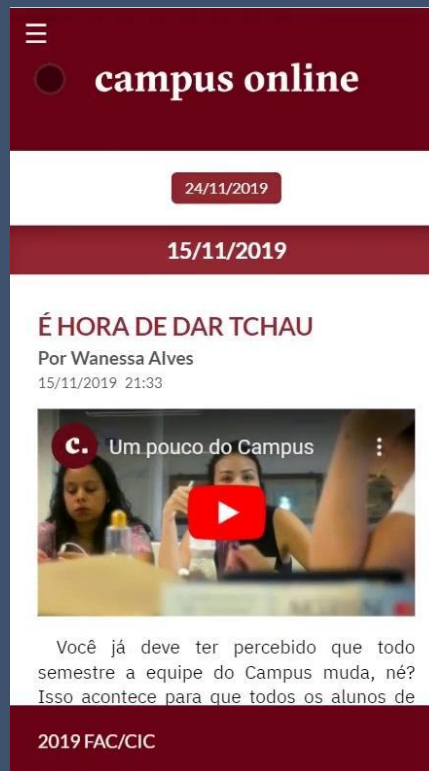 campus online
24/11/2019
15/11/2019
É HORA DE DAR TCHAU
Por Wanessa Alves
15/11/2019 21:33
c. Um pouco do Campus
Você já deve ter percebido que todo
semestre a equipe do Campus muda, né?
Isso acontece para que todos os alunos de
2019 FAC/CIC